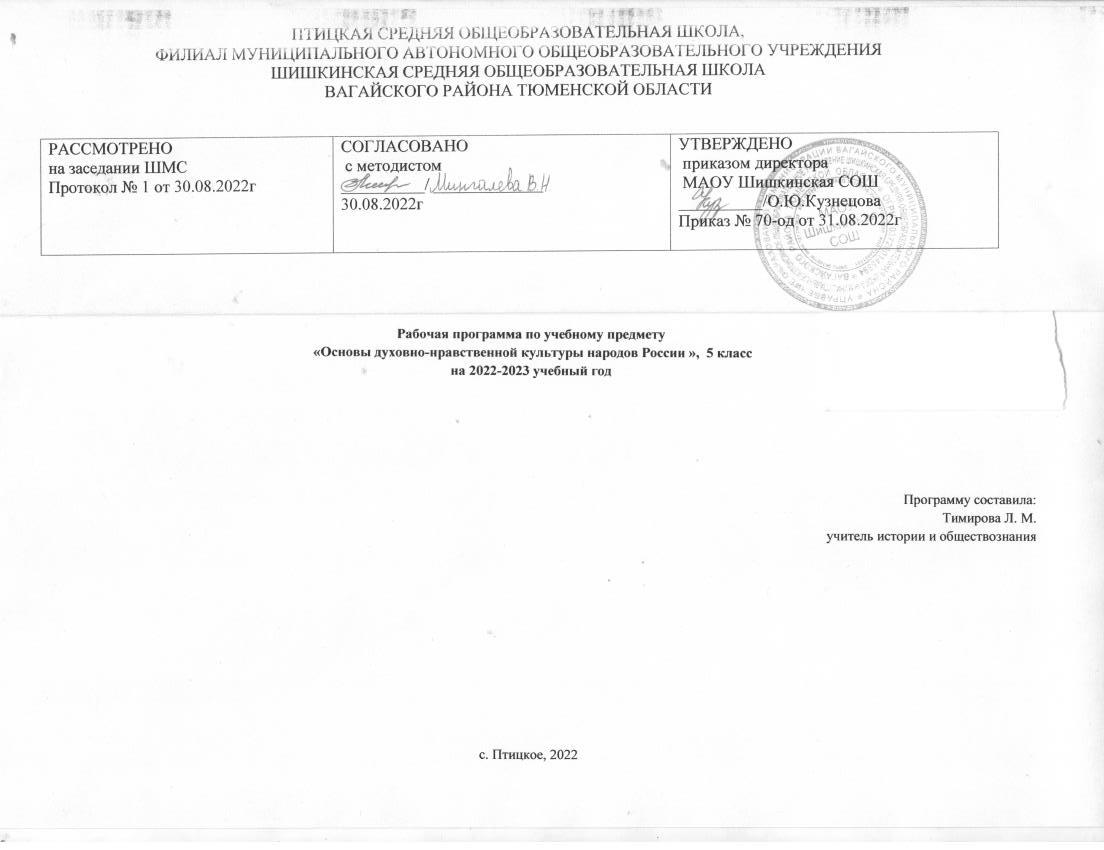 ПТИЦКАЯ СРЕДНЯЯ ОБЩЕОБРАЗОВАТЕЛЬНАЯ ШКОЛА,
ФИЛИАЛ МУНИЦИПАЛЬНОГО АВТОНОМНОГО ОБЩЕОБРАЗОВАТЕЛЬНОГО УЧРЕЖДЕНИЯ
ШИШКИНСКАЯ СРЕДНЯЯ ОБЩЕОБРАЗОВАТЕЛЬНАЯ ШКОЛА
ВАГАЙСКОГО РАЙОНА ТЮМЕНСКОЙ ОБЛАСТИ
РАССМОТРЕНО
на заседании ШМС
Протокол № 1 от 30.08.2022г
СОГЛАСОВАНО
с методистом
/Мингалева В.Н
30.08.2022г
УТВЕРЖДЕНО
приказом директора
МАОУ Шишкинская СОШ
/О.Ю.Кузнецова
Приказ № 70-од от 31.08.2022г
МАОУ
СОШ
Рабочая программа по учебному предмету
«Основы духовно-нравственной культуры народов России », 5 класс
на 2022-2023 учебный год
Программу составила:
Тимирова Л. М.
учитель истории и обществознания
с. Птицкое, 2022